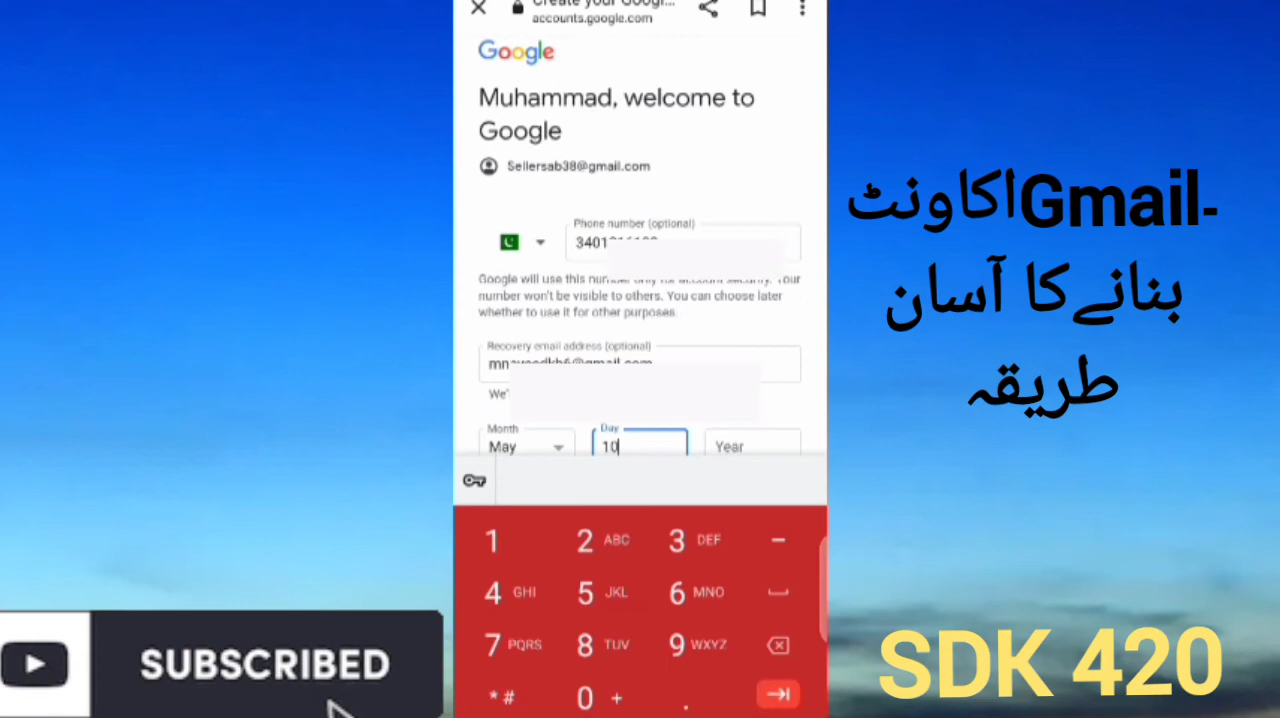 Create your Googl...
accounts.google.com
Google
Muhammad, welcome to
Google
Sellersab38@gmail.com
Phone number (optional)
Google will use this number only for account security. Your
number won't be visible to others. You can choose later
whether to use it for other purposes.
Recovery email address (optional)
We'
Month
Day
May
10
Year
1
2 ABC
3 DEF
-
4 GHI
5 JKL
6 MNO
7 PQRS
8 TUV
9 WXYZ
*#
0 +
.
Gmail-اکاونٹ
بنانےکا آسان
طریقہ
SUBSCRIBED
SDK 420